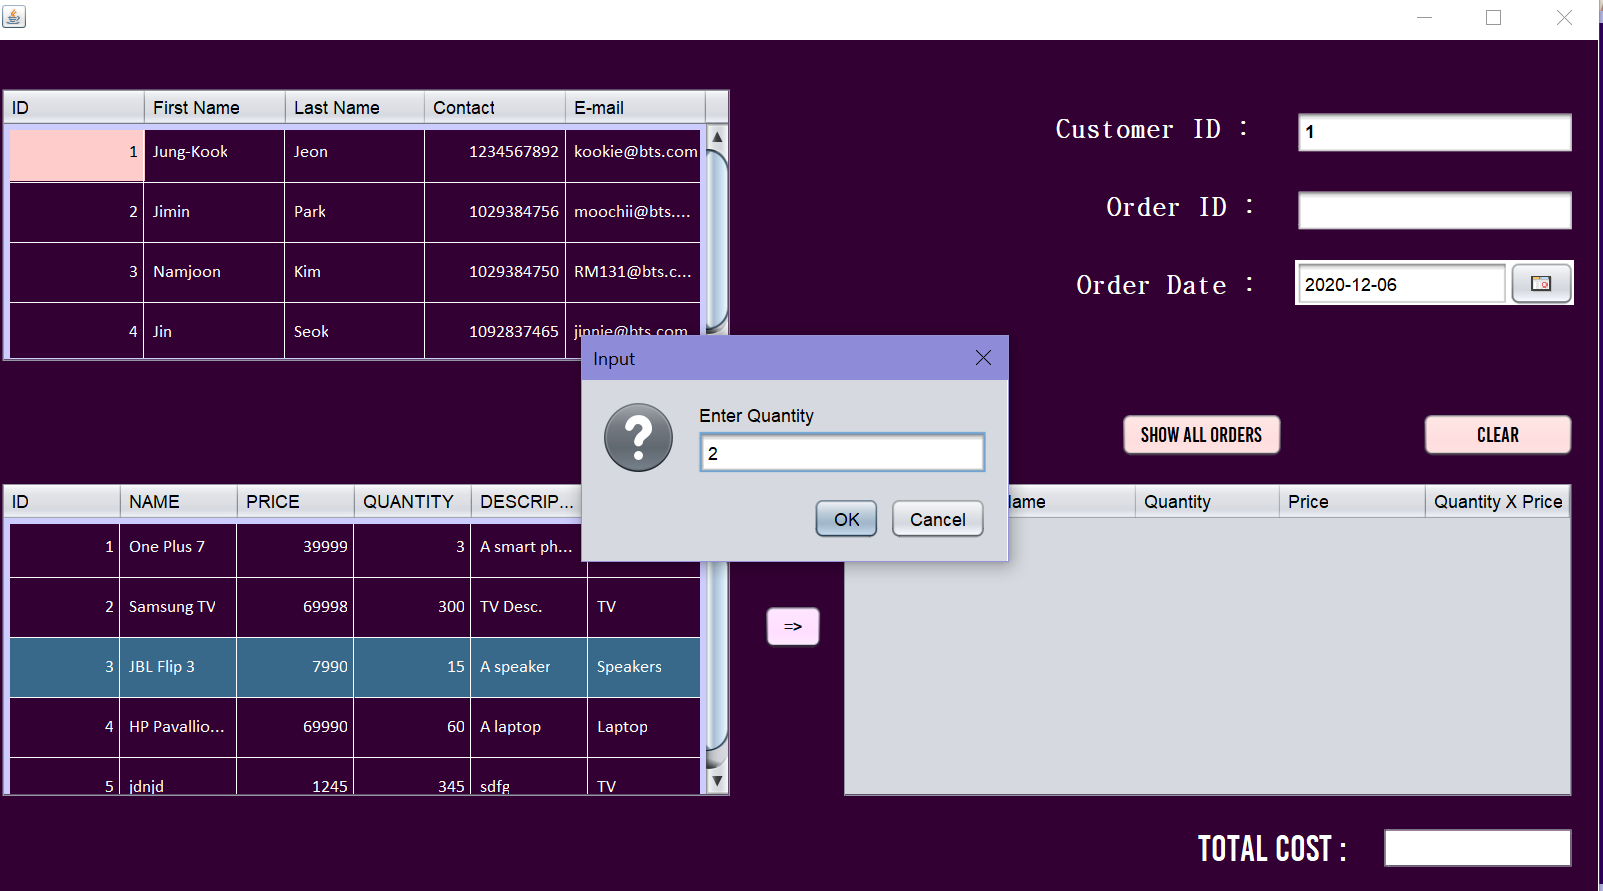 ID First Name Last Name Contact E-mail
1 Jung-Kook Jeon 1234567892 kookie@bts.com
2 Jimin Park 1029384756 moochii@bts....
3 Namjoon Kim 1029384750 RM131@bts.c...
4 Jin Seok 1092837465 jinnie@bts.com
Customer ID : 1
Order ID :
Order Date : 2020-12-06
Input
Enter Quantity
2
OK Cancel
SHOW ALL ORDERS CLEAR
ID NAME PRICE QUANTITY DESCRIP...
1 One Plus 7 39999 3 A smart ph...
2 Samsung TV 69998 300 TV Desc. TV
3 JBL Flip 3 7990 15 A speaker Speakers
4 HP Pavallio... 69990 60 A laptop Laptop
5 jdnjd 1245 345 sdfg TV
=>
Quantity Price Quantity X Price
TOTAL COST :